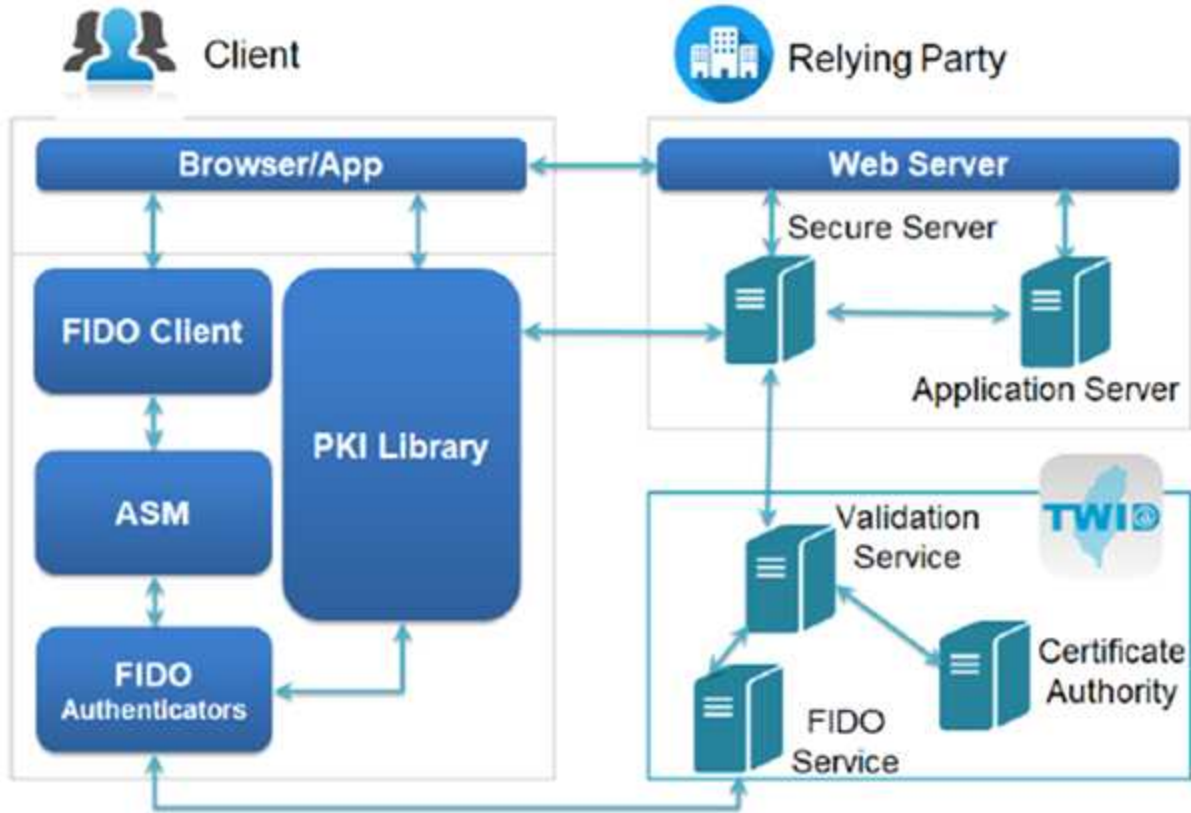 Client
Relying Party
Browser/App
Web Server
Secure Server
FIDO Client
PKI Library
Application Server
ASM
TWID
Validation
Service
FIDO
Authenticators
Certificate
Authority
FIDO
Service